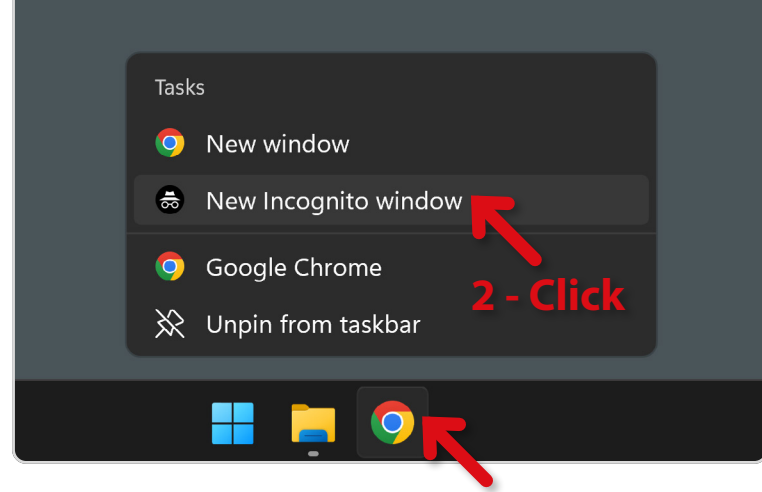 Tasks
New window
New Incognito window
Google Chrome
2 - Click
Unpin from taskbar